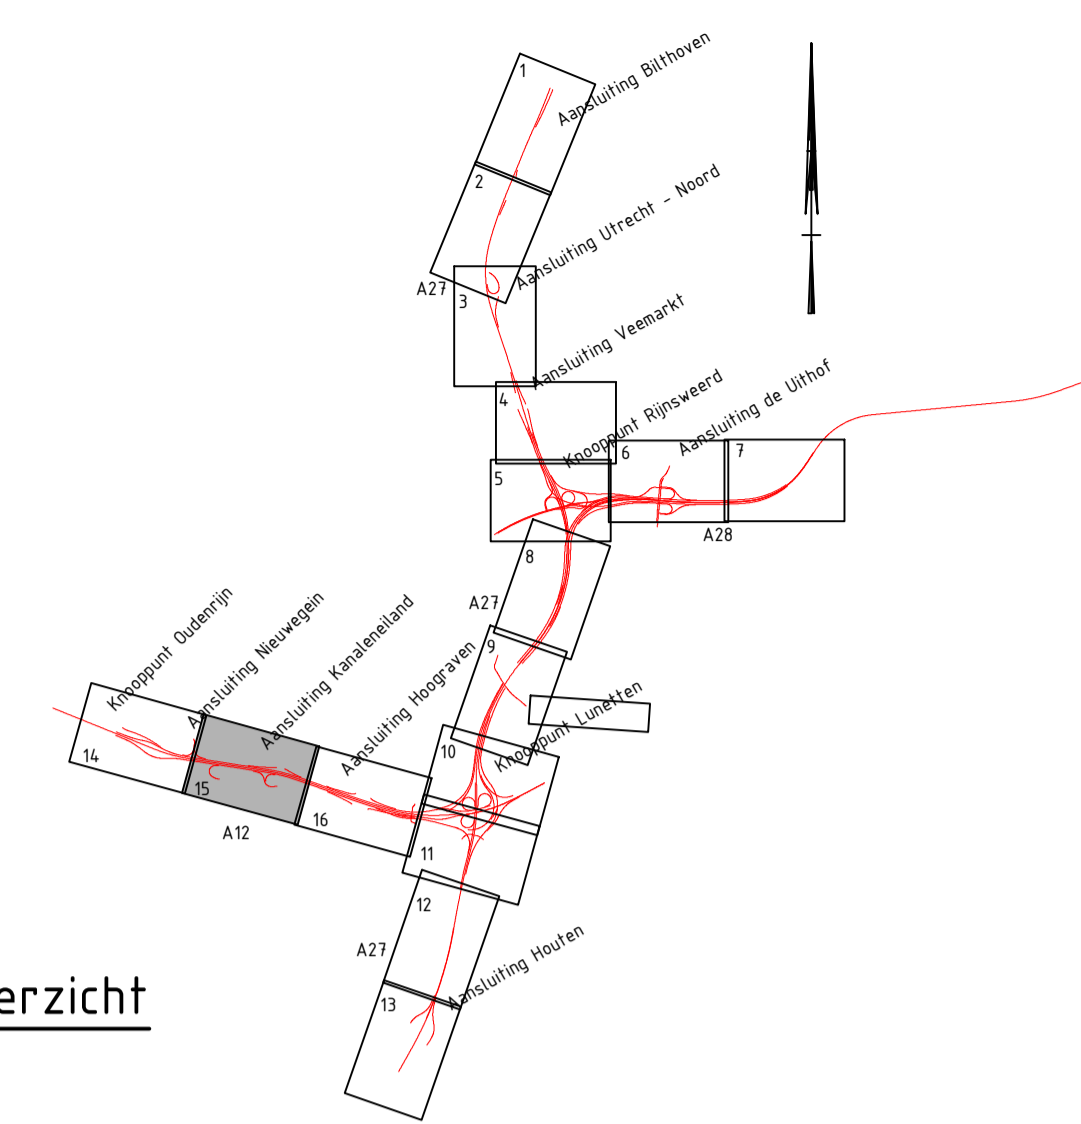 1
Aansluiting Bilthoven
2
Aansluiting Utrecht - Noord
A27
3
Aansluiting Veemarkt
4
Knooppunt Rijnsweerd
Aansluiting de Uithof
5
6
7
A28
8
A27
9
Knooppunt Oudenrijn
Aansluiting Nieuwegein
Aansluiting Kanaleneiland
Aansluiting Hoograven
Knooppunt Lunetten
10
14
15
16
A12
11
12
A27
Aansluiting Houten
13
erzicht